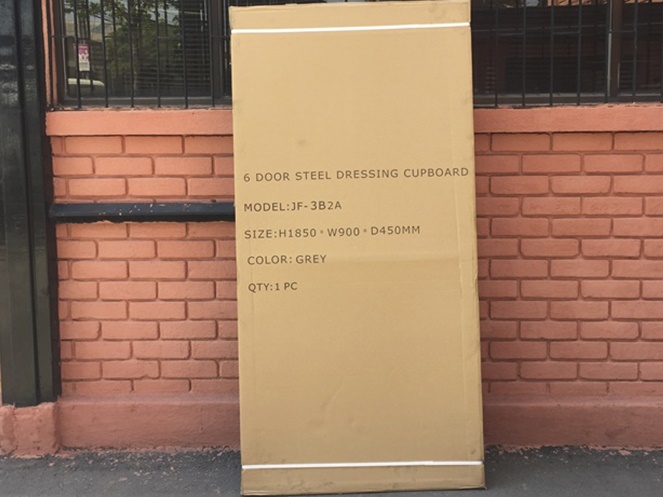 6 DOOR STEEL DRESSING CUPBOARD
MODEL:JF-3B2A
SIZE:H1850*W900*D450MM
COLOR: GREY
QTY:1 PC